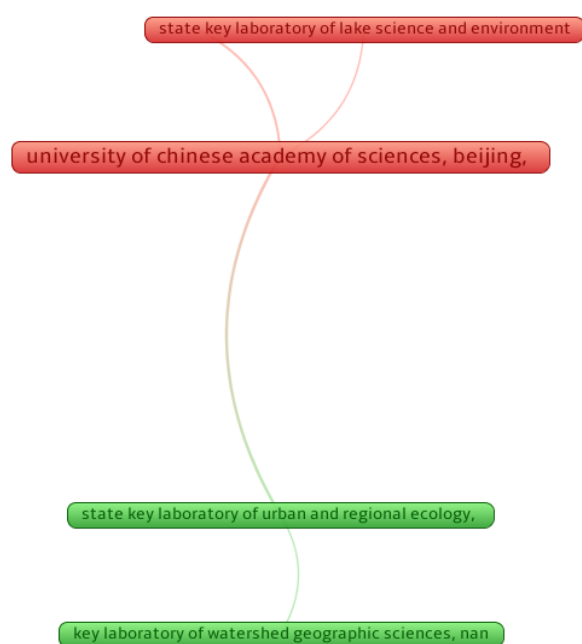 state key laboratory of lake science and environment
university of chinese academy of sciences, beijing,
state key laboratory of urban and regional ecology,
key laboratory of watershed geographic sciences, nan